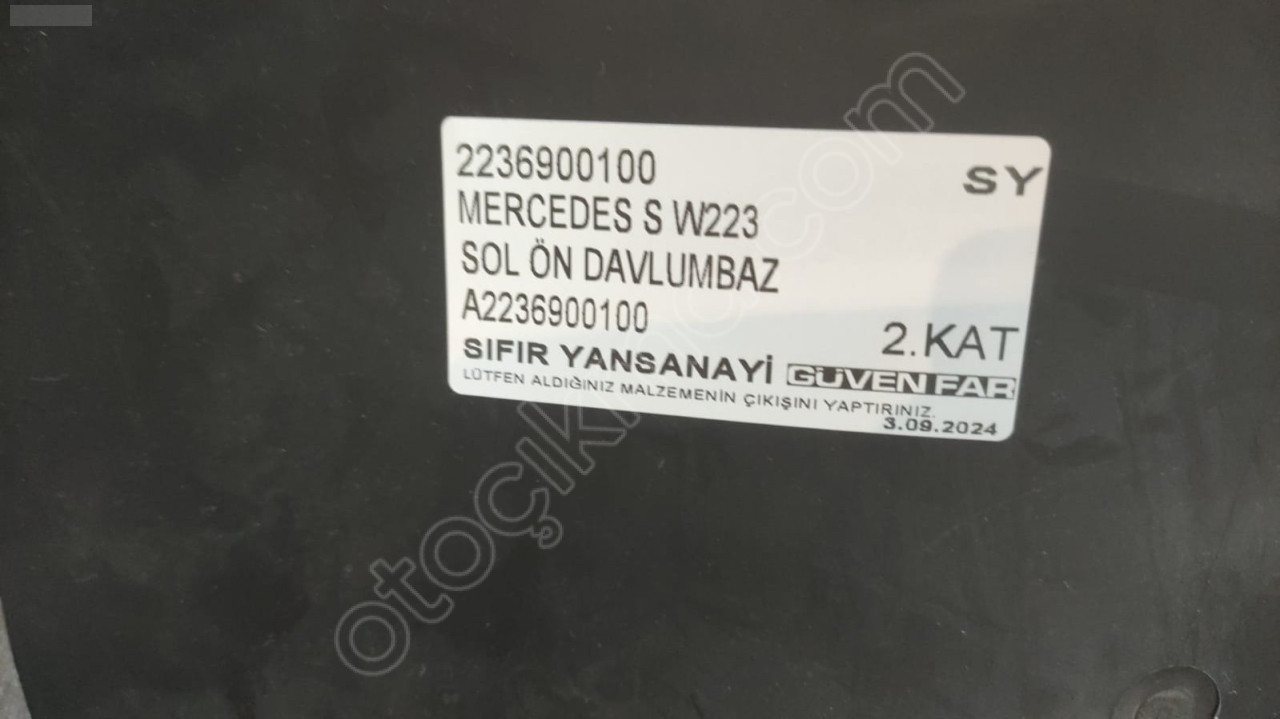 2236900100
SY
MERCEDES S W223
SOL ÖN DAVLUMBAZ
A2236900100
2.KAT
SIFIR YANSANAYİ GÜVEN FAR
LÜTFEN ALDIĞINIZ MALZEMENİN ÇIKIŞINI YAPTIRINIZ.
3.09.2024
otoçıkma.com